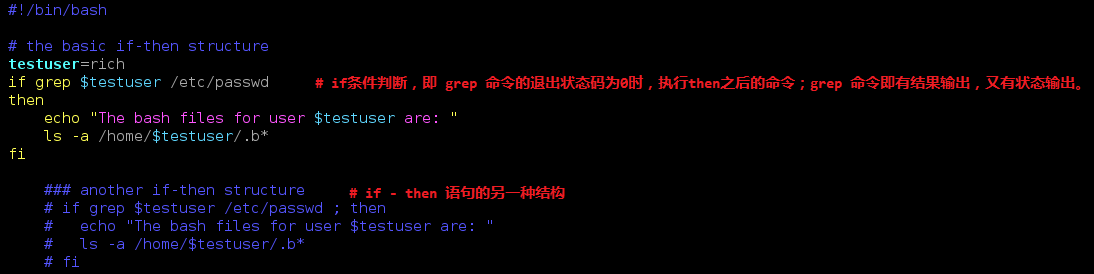 #!/bin/bash
# the basic if-then structure
testuser=rich
if grep $testuser /etc/passwd # if条件判断，即 grep 命令的退出状态码为0时，执行then之后的命令；grep 命令即有结果输出，又有状态输出。
then
echo "The bash files for user $testuser are: "
ls -a /home/$testuser/.b*
fi
### another if-then structure # if - then 语句的另一种结构
# if grep $testuser /etc/passwd ; then
# echo "The bash files for user $testuser are: "
# ls -a /home/$testuser/.b*
# fi